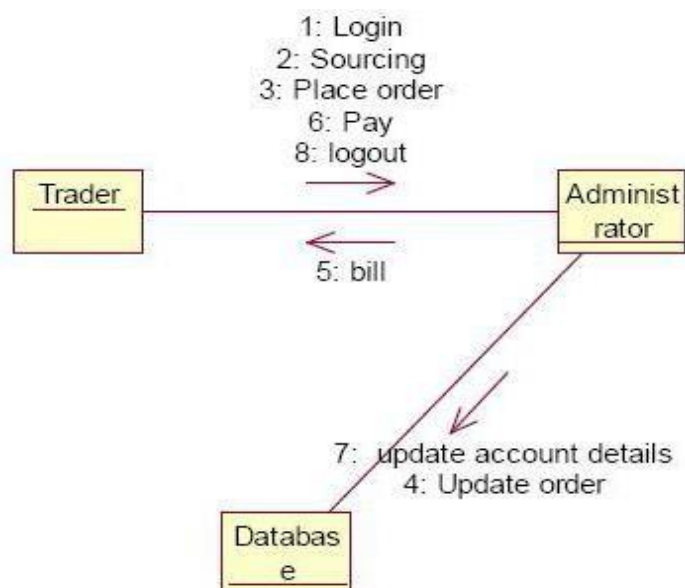 1: Login
2: Sourcing
3: Place order
6: Pay
8: logout
Trader
Administ
rator
5: bill
7: update account details
4: Update order
Databas
e